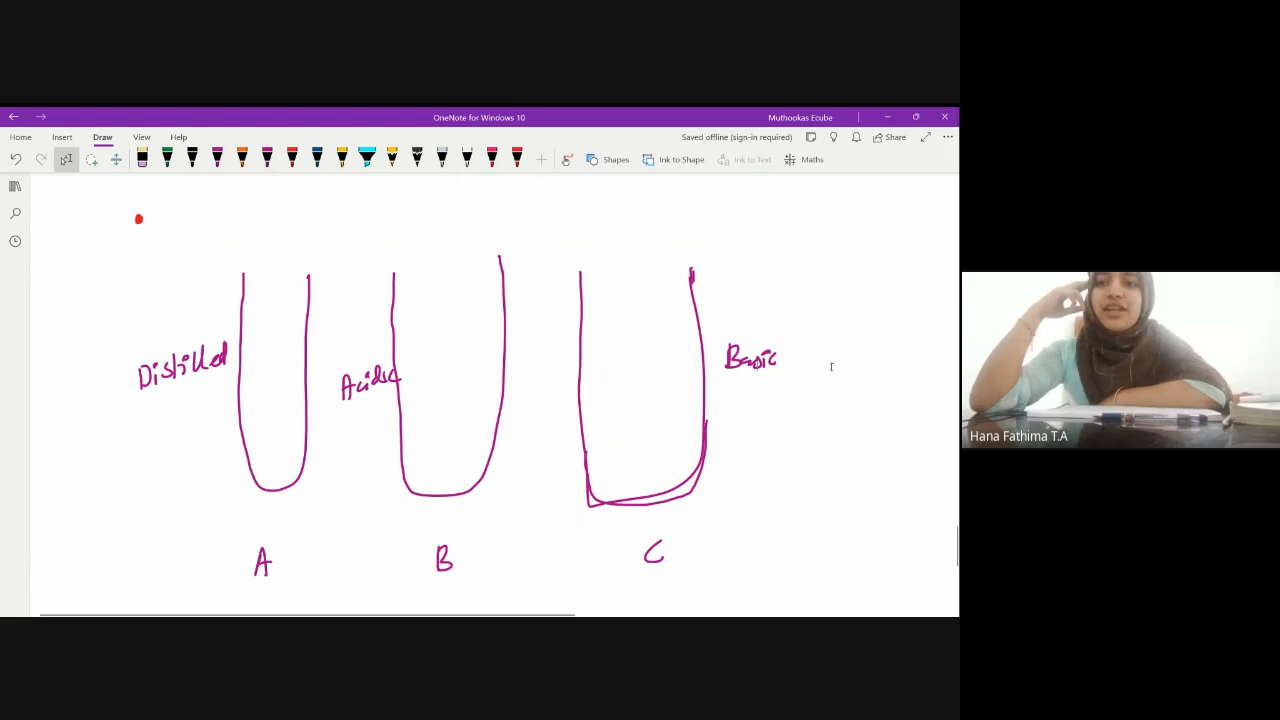 OneNote for Windows 10
Muthookas Ecube
Home Insert Draw View Help
Saved offline (sign-in required)
Share
Shapes
Ink to Shape
Ink to Text
Maths
Distilled
Acidic
Basic
A
B
C
Hana Fathima T.A